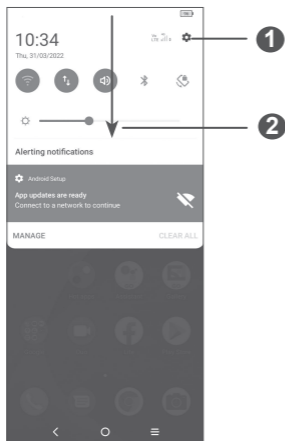 10:34
Thu, 31/03/2022
1
2
Alerting notifications
Android Setup
App updates are ready
Connect to a network to continue
MANAGE
CLEAR ALL